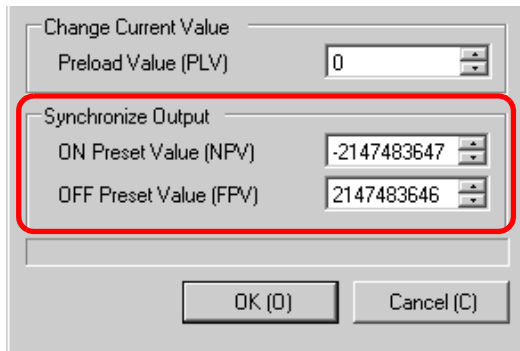 Change Current Value
Preload Value (PLV) 0
Synchronize Output
ON Preset Value (NPV) -2147483647
OFF Preset Value (FPV) 2147483646
OK (O) Cancel (C)